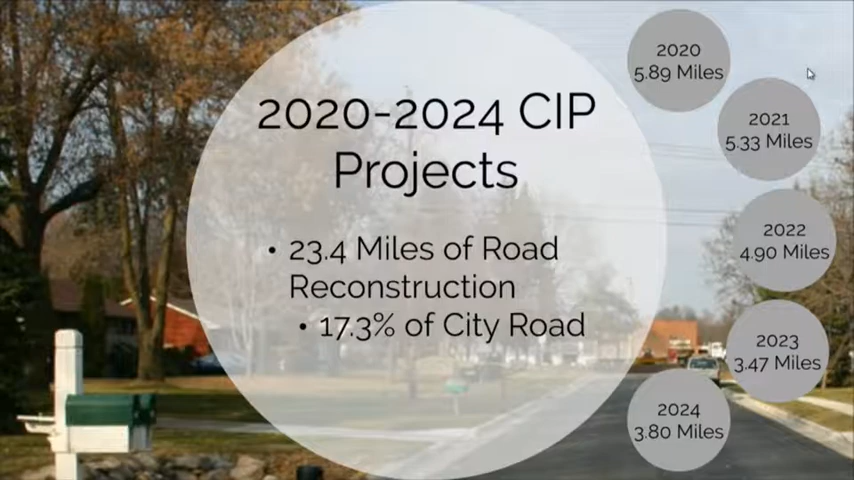 2020-2024 CIP
Projects
• 23.4 Miles of Road
Reconstruction
• 17.3% of City Road
2020
5.89 Miles
2021
5.33 Miles
2022
4.90 Miles
2023
3.47 Miles
2024
3.80 Miles